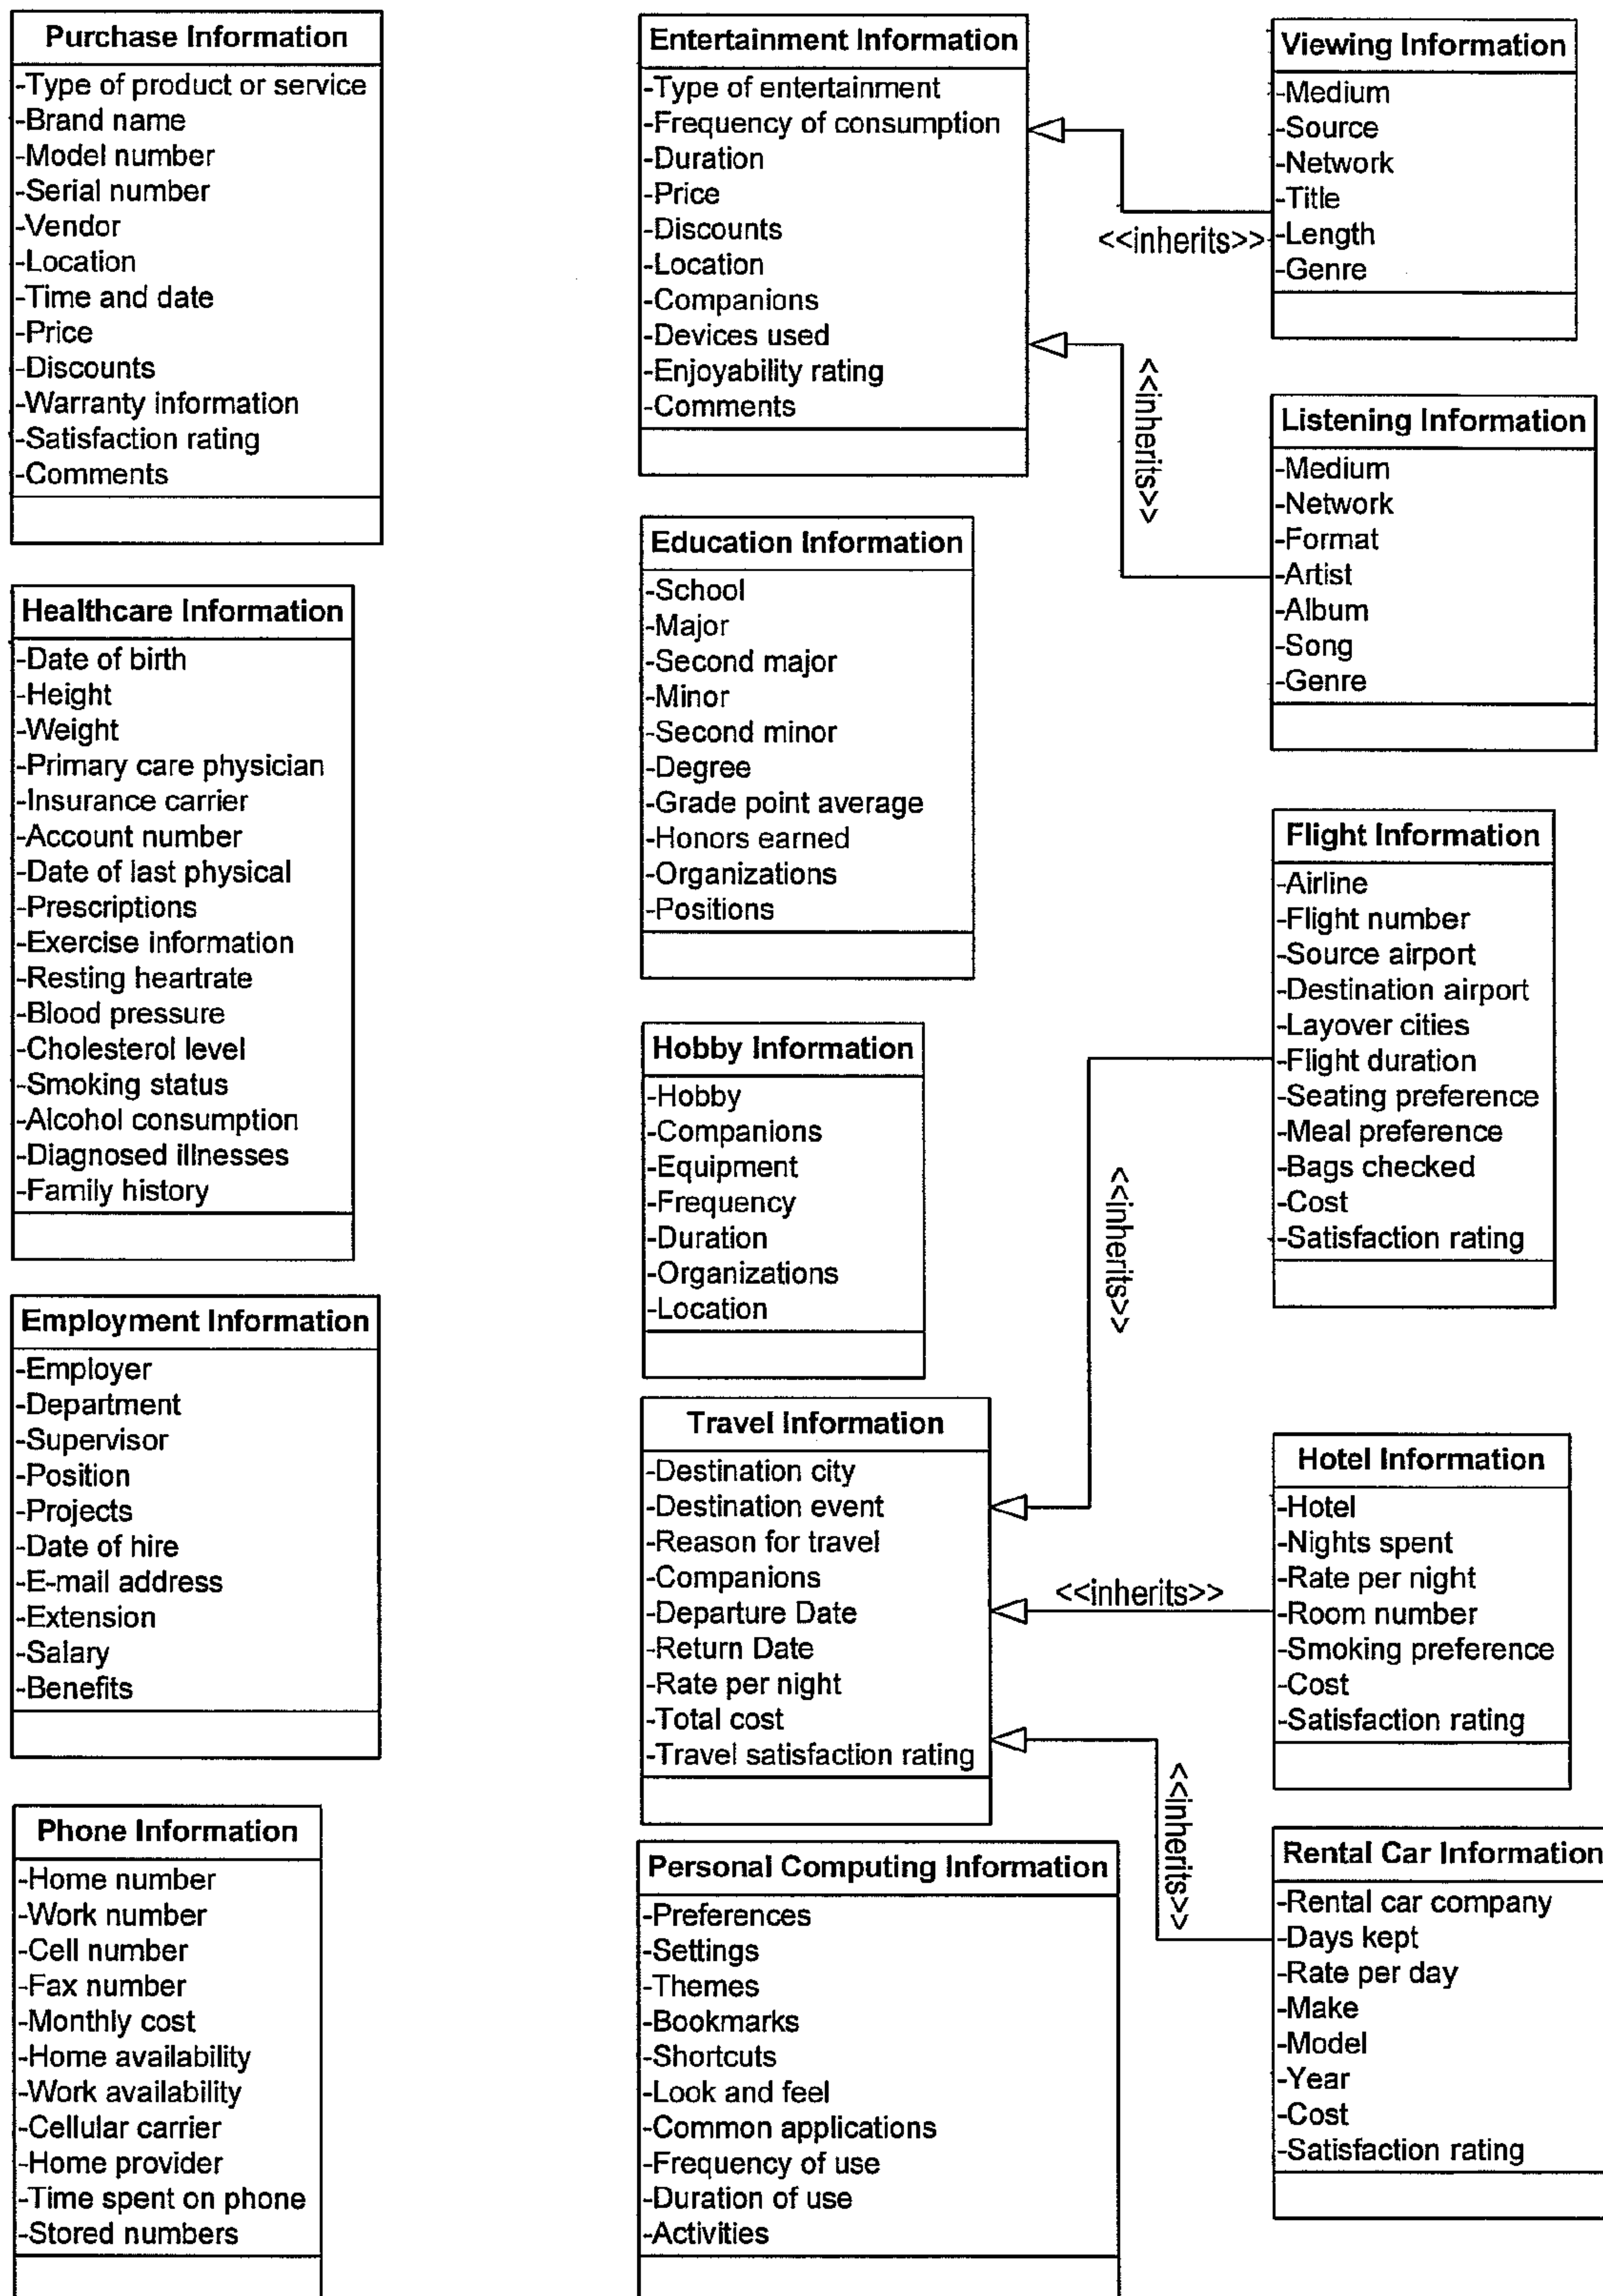 Purchase Information
-Type of product or service
-Brand name
-Model number
-Serial number
-Vendor
-Location
-Time and date
-Price
-Discounts
-Warranty information
-Satisfaction rating
-Comments
Healthcare Information
-Date of birth
-Height
-Weight
-Primary care physician
-Insurance carrier
-Account number
-Date of last physical
-Prescriptions
-Exercise information
-Resting heartrate
-Blood pressure
-Cholesterol level
-Smoking status
-Alcohol consumption
-Diagnosed illnesses
-Family history
Employment Information
-Employer
-Department
-Supervisor
-Position
-Projects
-Date of hire
-E-mail address
-Extension
-Salary
-Benefits
Phone Information
-Home number
-Work number
-Cell number
-Fax number
-Monthly cost
-Home availability
-Work availability
-Cellular carrier
-Home provider
-Time spent on phone
-Stored numbers
Entertainment Information
-Type of entertainment
-Frequency of consumption
-Duration
-Price
-Discounts
-Location
-Companions
-Devices used
-Enjoyability rating
-Comments
Education Information
-School
-Major
-Second major
-Minor
-Second minor
-Degree
-Grade point average
-Honors earned
-Organizations
-Positions
Hobby Information
-Hobby
-Companions
-Equipment
-Frequency
-Duration
-Organizations
-Location
Travel Information
-Destination city
-Destination event
-Reason for travel
-Companions
-Departure Date
-Return Date
-Rate per night
-Total cost
-Travel satisfaction rating
Personal Computing Information
-Preferences
-Settings
-Themes
-Bookmarks
-Shortcuts
-Look and feel
-Common applications
-Frequency of use
-Duration of use
-Activities
<<inherits>>
<<inherits>>
<<inherits>>
<<inherits>>
<<inherits>>
Viewing Information
-Medium
-Source
-Network
-Title
-Length
-Genre
Listening Information
-Medium
-Network
-Format
-Artist
-Album
-Song
-Genre
Flight Information
-Airline
-Flight number
-Source airport
-Destination airport
-Layover cities
-Flight duration
-Seating preference
-Meal preference
-Bags checked
-Cost
-Satisfaction rating
Hotel Information
-Hotel
-Nights spent
-Rate per night
-Room number
-Smoking preference
-Cost
-Satisfaction rating
Rental Car Information
-Rental car company
-Days kept
-Rate per day
-Make
-Model
-Year
-Cost
-Satisfaction rating